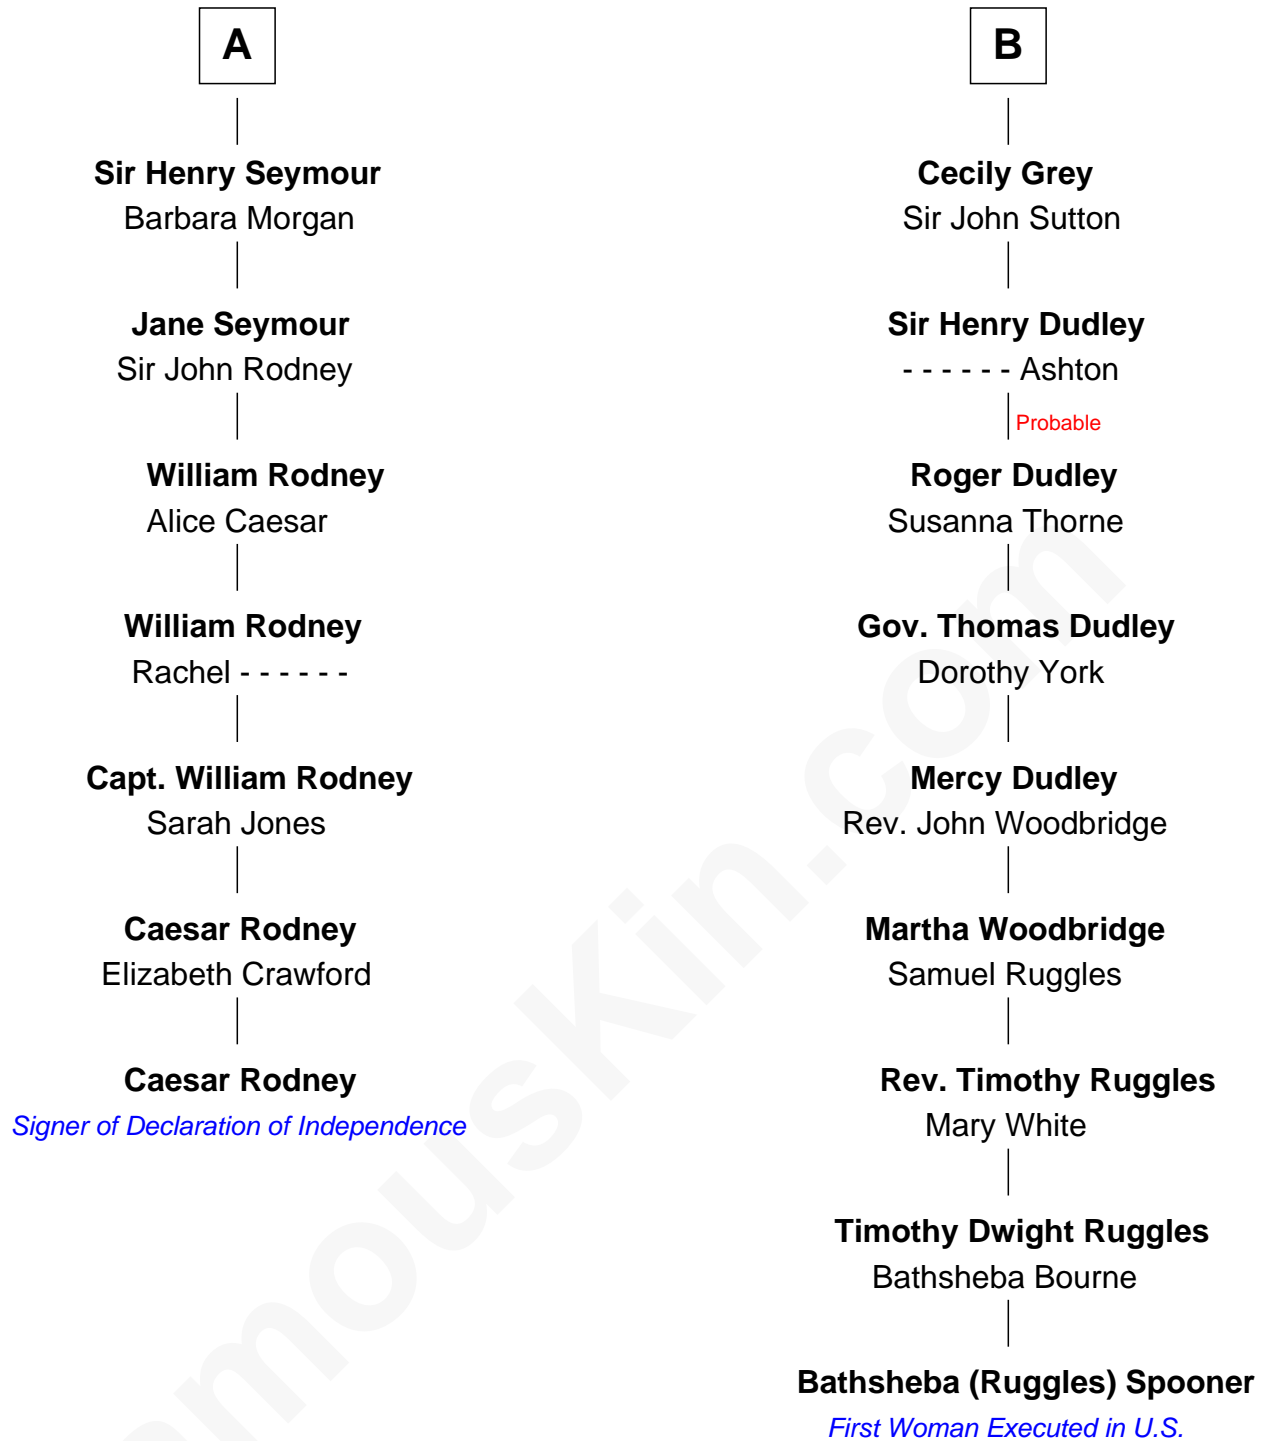 A
Sir Henry Seymour
Barbara Morgan
Jane Seymour
Sir John Rodney
William Rodney
Alice Caesar
William Rodney
Rachel - - - - - -
Capt. William Rodney
Sarah Jones
Caesar Rodney
Elizabeth Crawford
Caesar Rodney
Signer of Declaration of Independence
B
Cecily Grey
Sir John Sutton
Sir Henry Dudley
- - - - - - Ashton
Probable
Roger Dudley
Susanna Thorne
Gov. Thomas Dudley
Dorothy York
Mercy Dudley
Rev. John Woodbridge
Martha Woodbridge
Samuel Ruggles
Rev. Timothy Ruggles
Mary White
Timothy Dwight Ruggles
Bathsheba Bourne
Bathsheba (Ruggles) Spooner
First Woman Executed in U.S.
amouskin.com